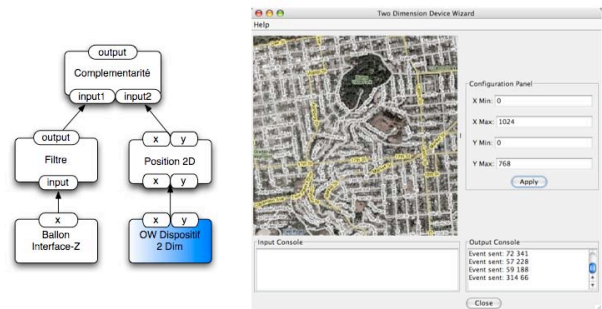 output
Complementarité
input1 input2
output
Filtre
input
x y
Position 2D
x y
x
Ballon
Interface-Z
x y
OW Dispositif
2 Dim
Two Dimension Device Wizard
Help
Configuration Panel
X Min: 0
X Max: 1024
Y Min: 0
Y Max: 768
Apply
Input Console
Output Console
Event sent: 72 341
Event sent: 57 228
Event sent: 59 188
Event sent: 314 66
Close